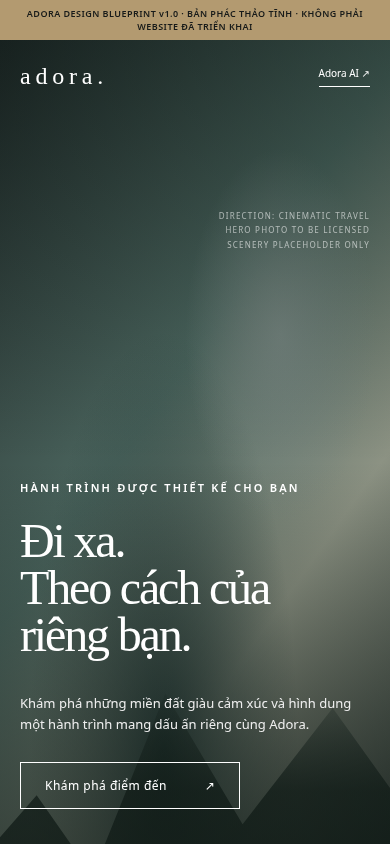 ADORA DESIGN BLUEPRINT v1.0 · BẢN PHÁC THẢO TĨNH · KHÔNG PHẢI
WEBSITE ĐÃ TRIỂN KHAI
adora.
Adora AI ↗
DIRECTION: CINEMATIC TRAVEL
HERO PHOTO TO BE LICENSED
SCENERY PLACEHOLDER ONLY
HÀNH TRÌNH ĐƯỢC THIẾT KẾ CHO BẠN
Đi xa.
Theo cách của
riêng bạn.
Khám phá những miền đất giàu cảm xúc và hình dung
một hành trình mang dấu ấn riêng cùng Adora.
Khám phá điểm đến ↗